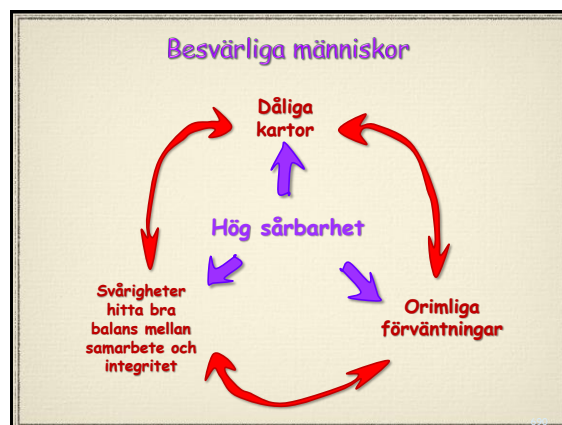 Besvärliga människor
Dåliga
kartor
Hög sårbarhet
Svårigheter
hitta bra
balans mellan
samarbete och
integritet
Orimliga
förväntningar